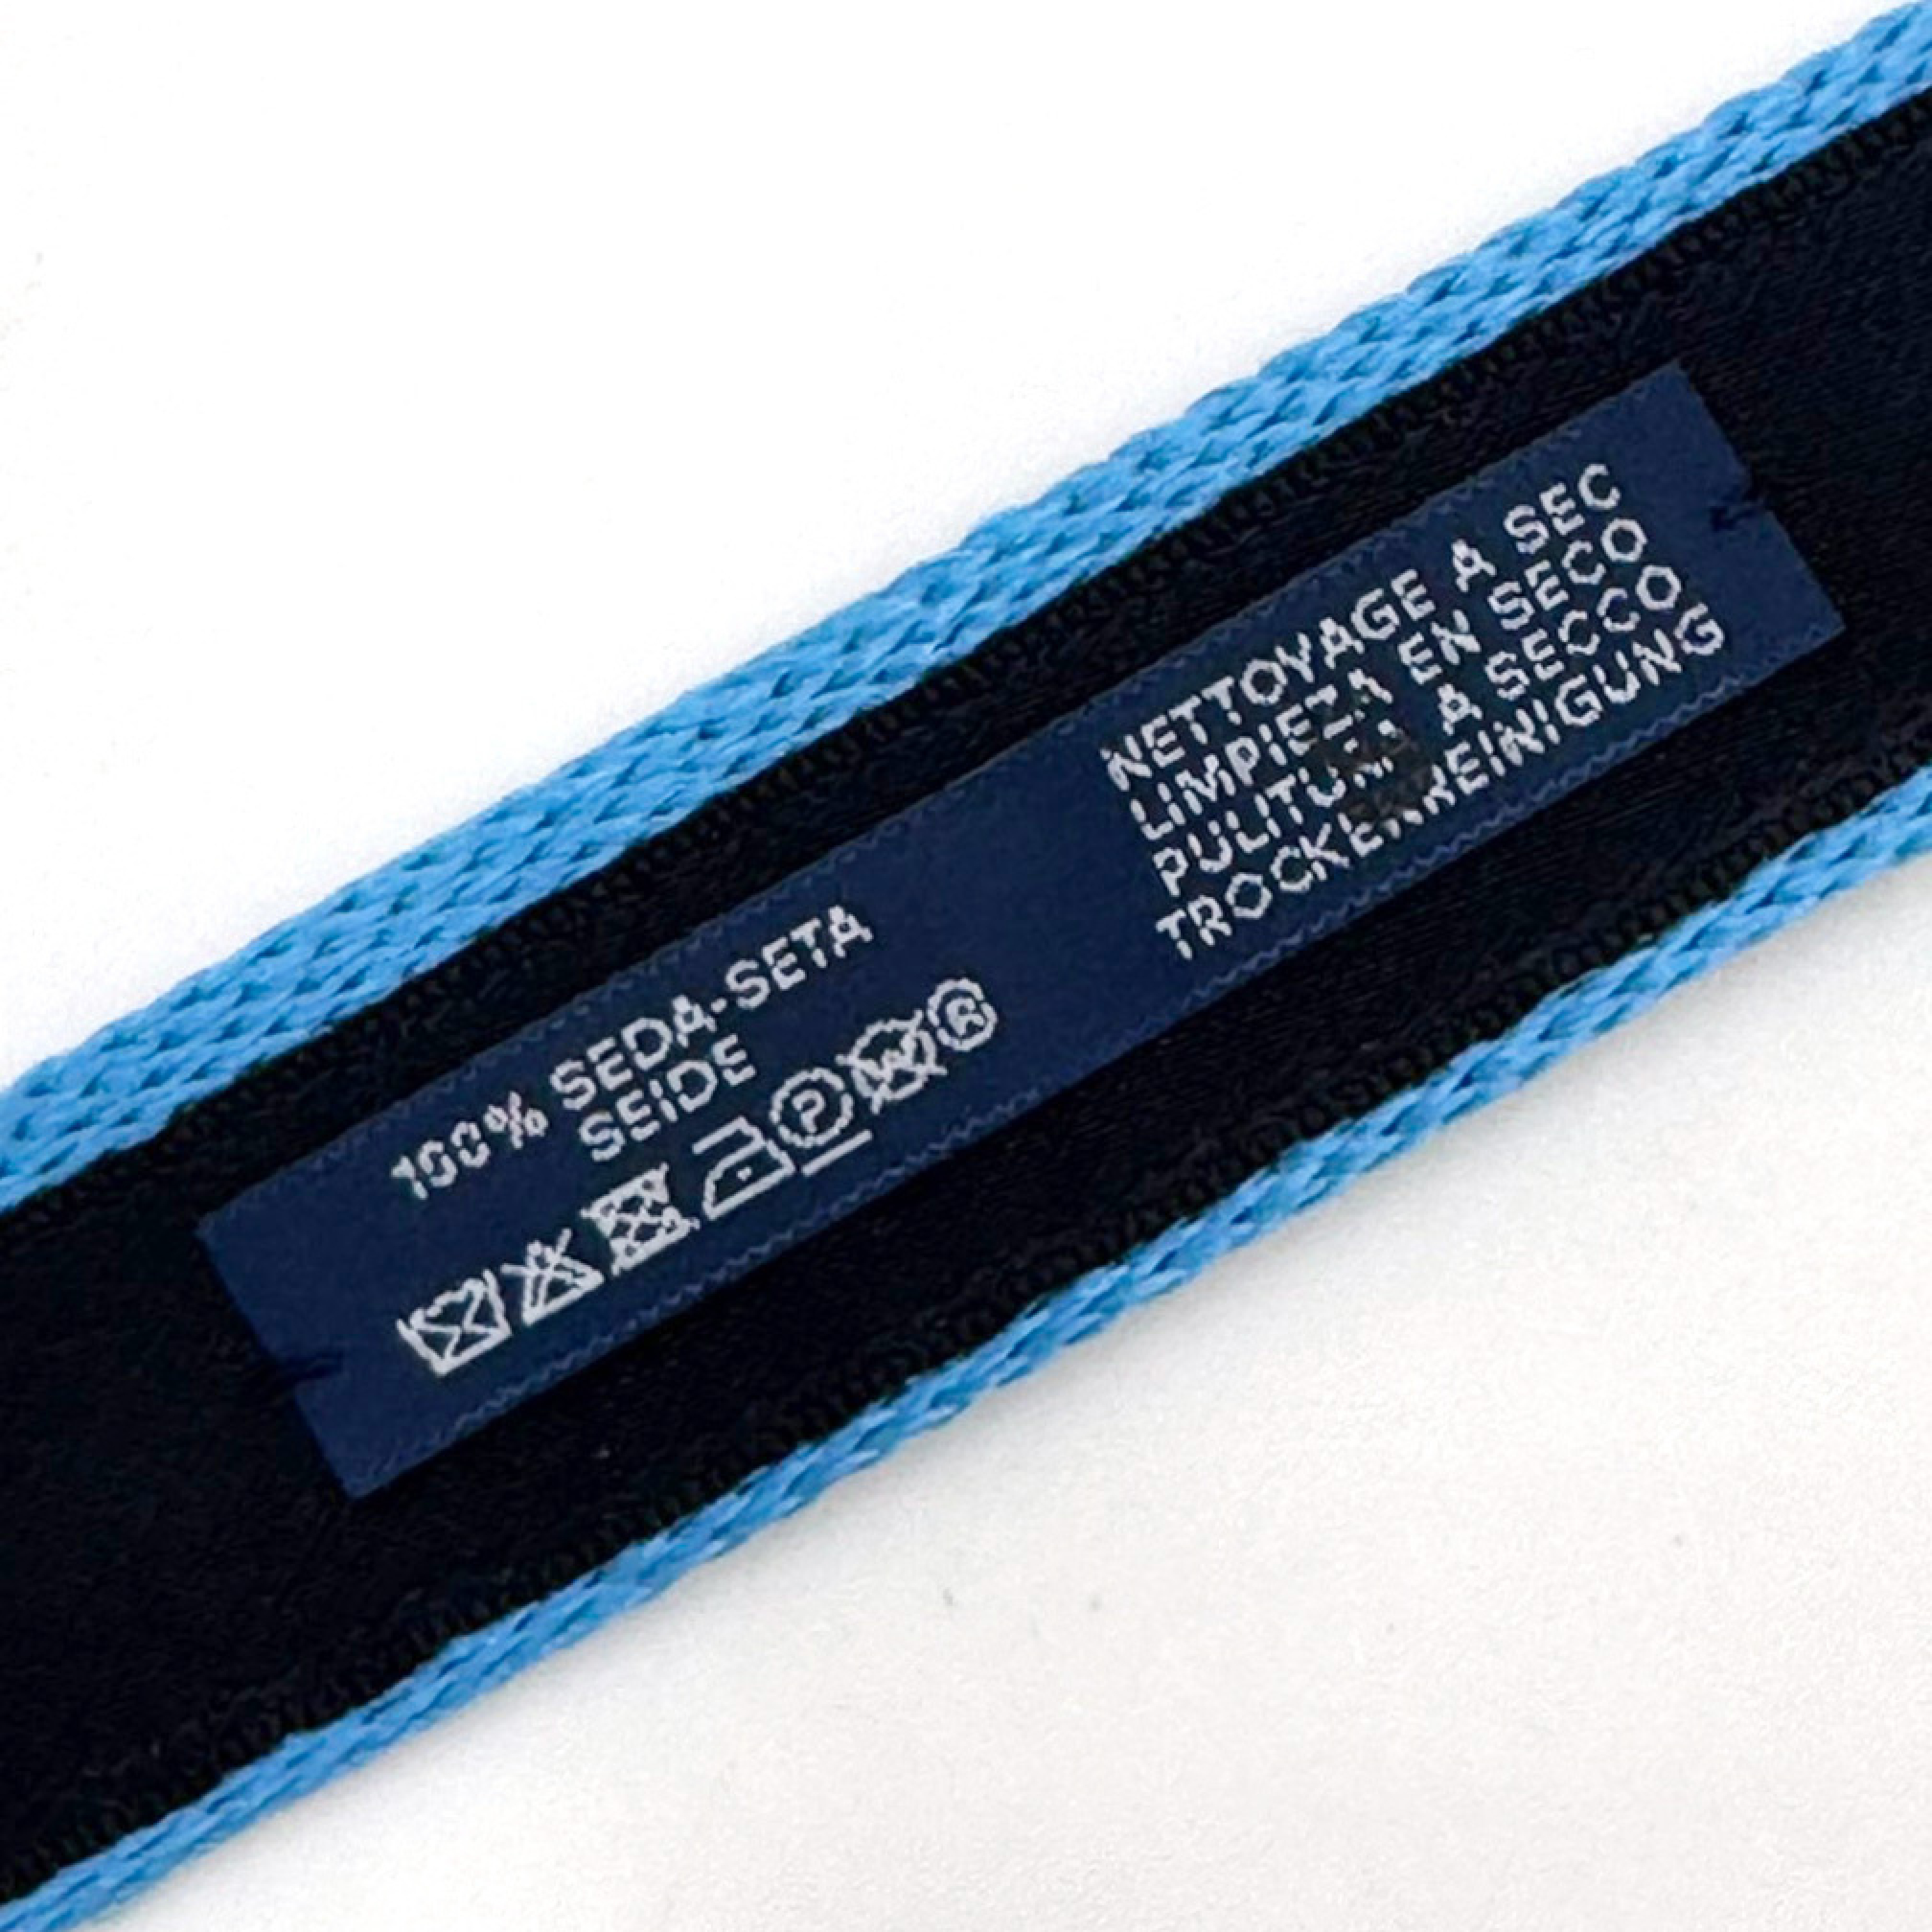 100% SEDA-SETA
SEIDE
P W R
NETTOYAGE A SEC
LIMPIEZA EN SECO
PULITURA A SECCO
TROCKENREINIGUNG